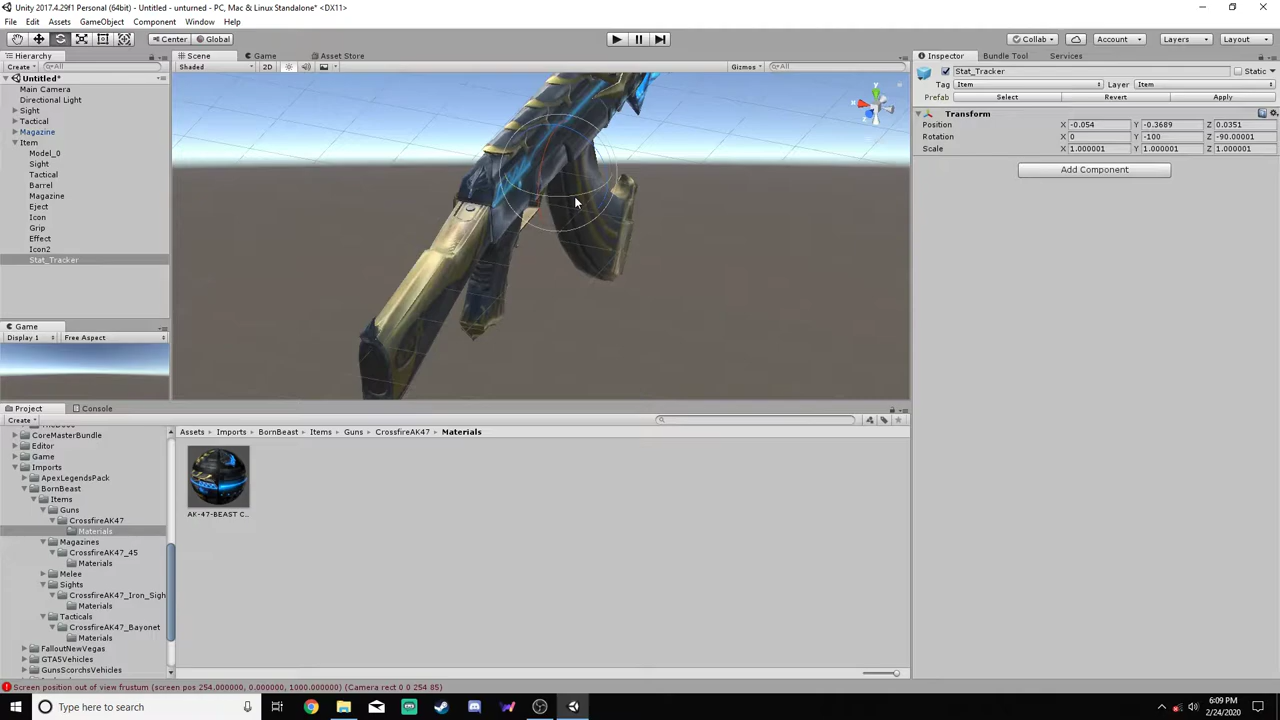 Unity 2017.4.29f1 Personal (64bit) - Untitled - unturned - PC, Mac & Linux Standalone* <DX11>
File Edit Assets GameObject Component Window Help
Center Global Collab Account Layers Layout
Hierarchy Scene Game Asset Store Inspector Body Tool Services
Create All Shaded 2D Gizmos All Stat_Tracker Static
Untitled* Tag Item Layer Item
Main Camera Prefab Select Revert Apply
Directional Light
Sight Transform
Tactical Position X -0.054 Y -0.3689 Z 0.0351
Magazine Rotation X 0 Y -100 Z -90.00001
Item Scale X 1.000001 Y 1.000001 Z 1.000001
Model_0
Sight Add Component
Tactical
Barrel
Magazine
Eject
Icon
Grip
Effect
Icon2
Stat_Tracker
Game
Display 1 Free Aspect
Project Console
Create
Assets Imports BornBeast Items Guns CrossfireAK47 Materials
CoreMasterBundle
Editor
Game
Imports
ApexLegendsPack
BornBeast
Items
Guns
AK-47-BEAST C...
CrossfireAK47
Materials
Magazines
CrossfireAK47_45
Materials
Melee
Sights
CrossfireAK47_Iron_Sigh
Materials
Tacticals
CrossfireAK47_Bayonet
Materials
FalloutNewVegas
GTA5Vehicles
GunsScorchsVehicles
Screen position out of view frustum (screen pos 254.000000, 0.000000, 1000.000000) (Camera rect 0 0 254 85)
Type here to search
6:09 PM
2/24/2020